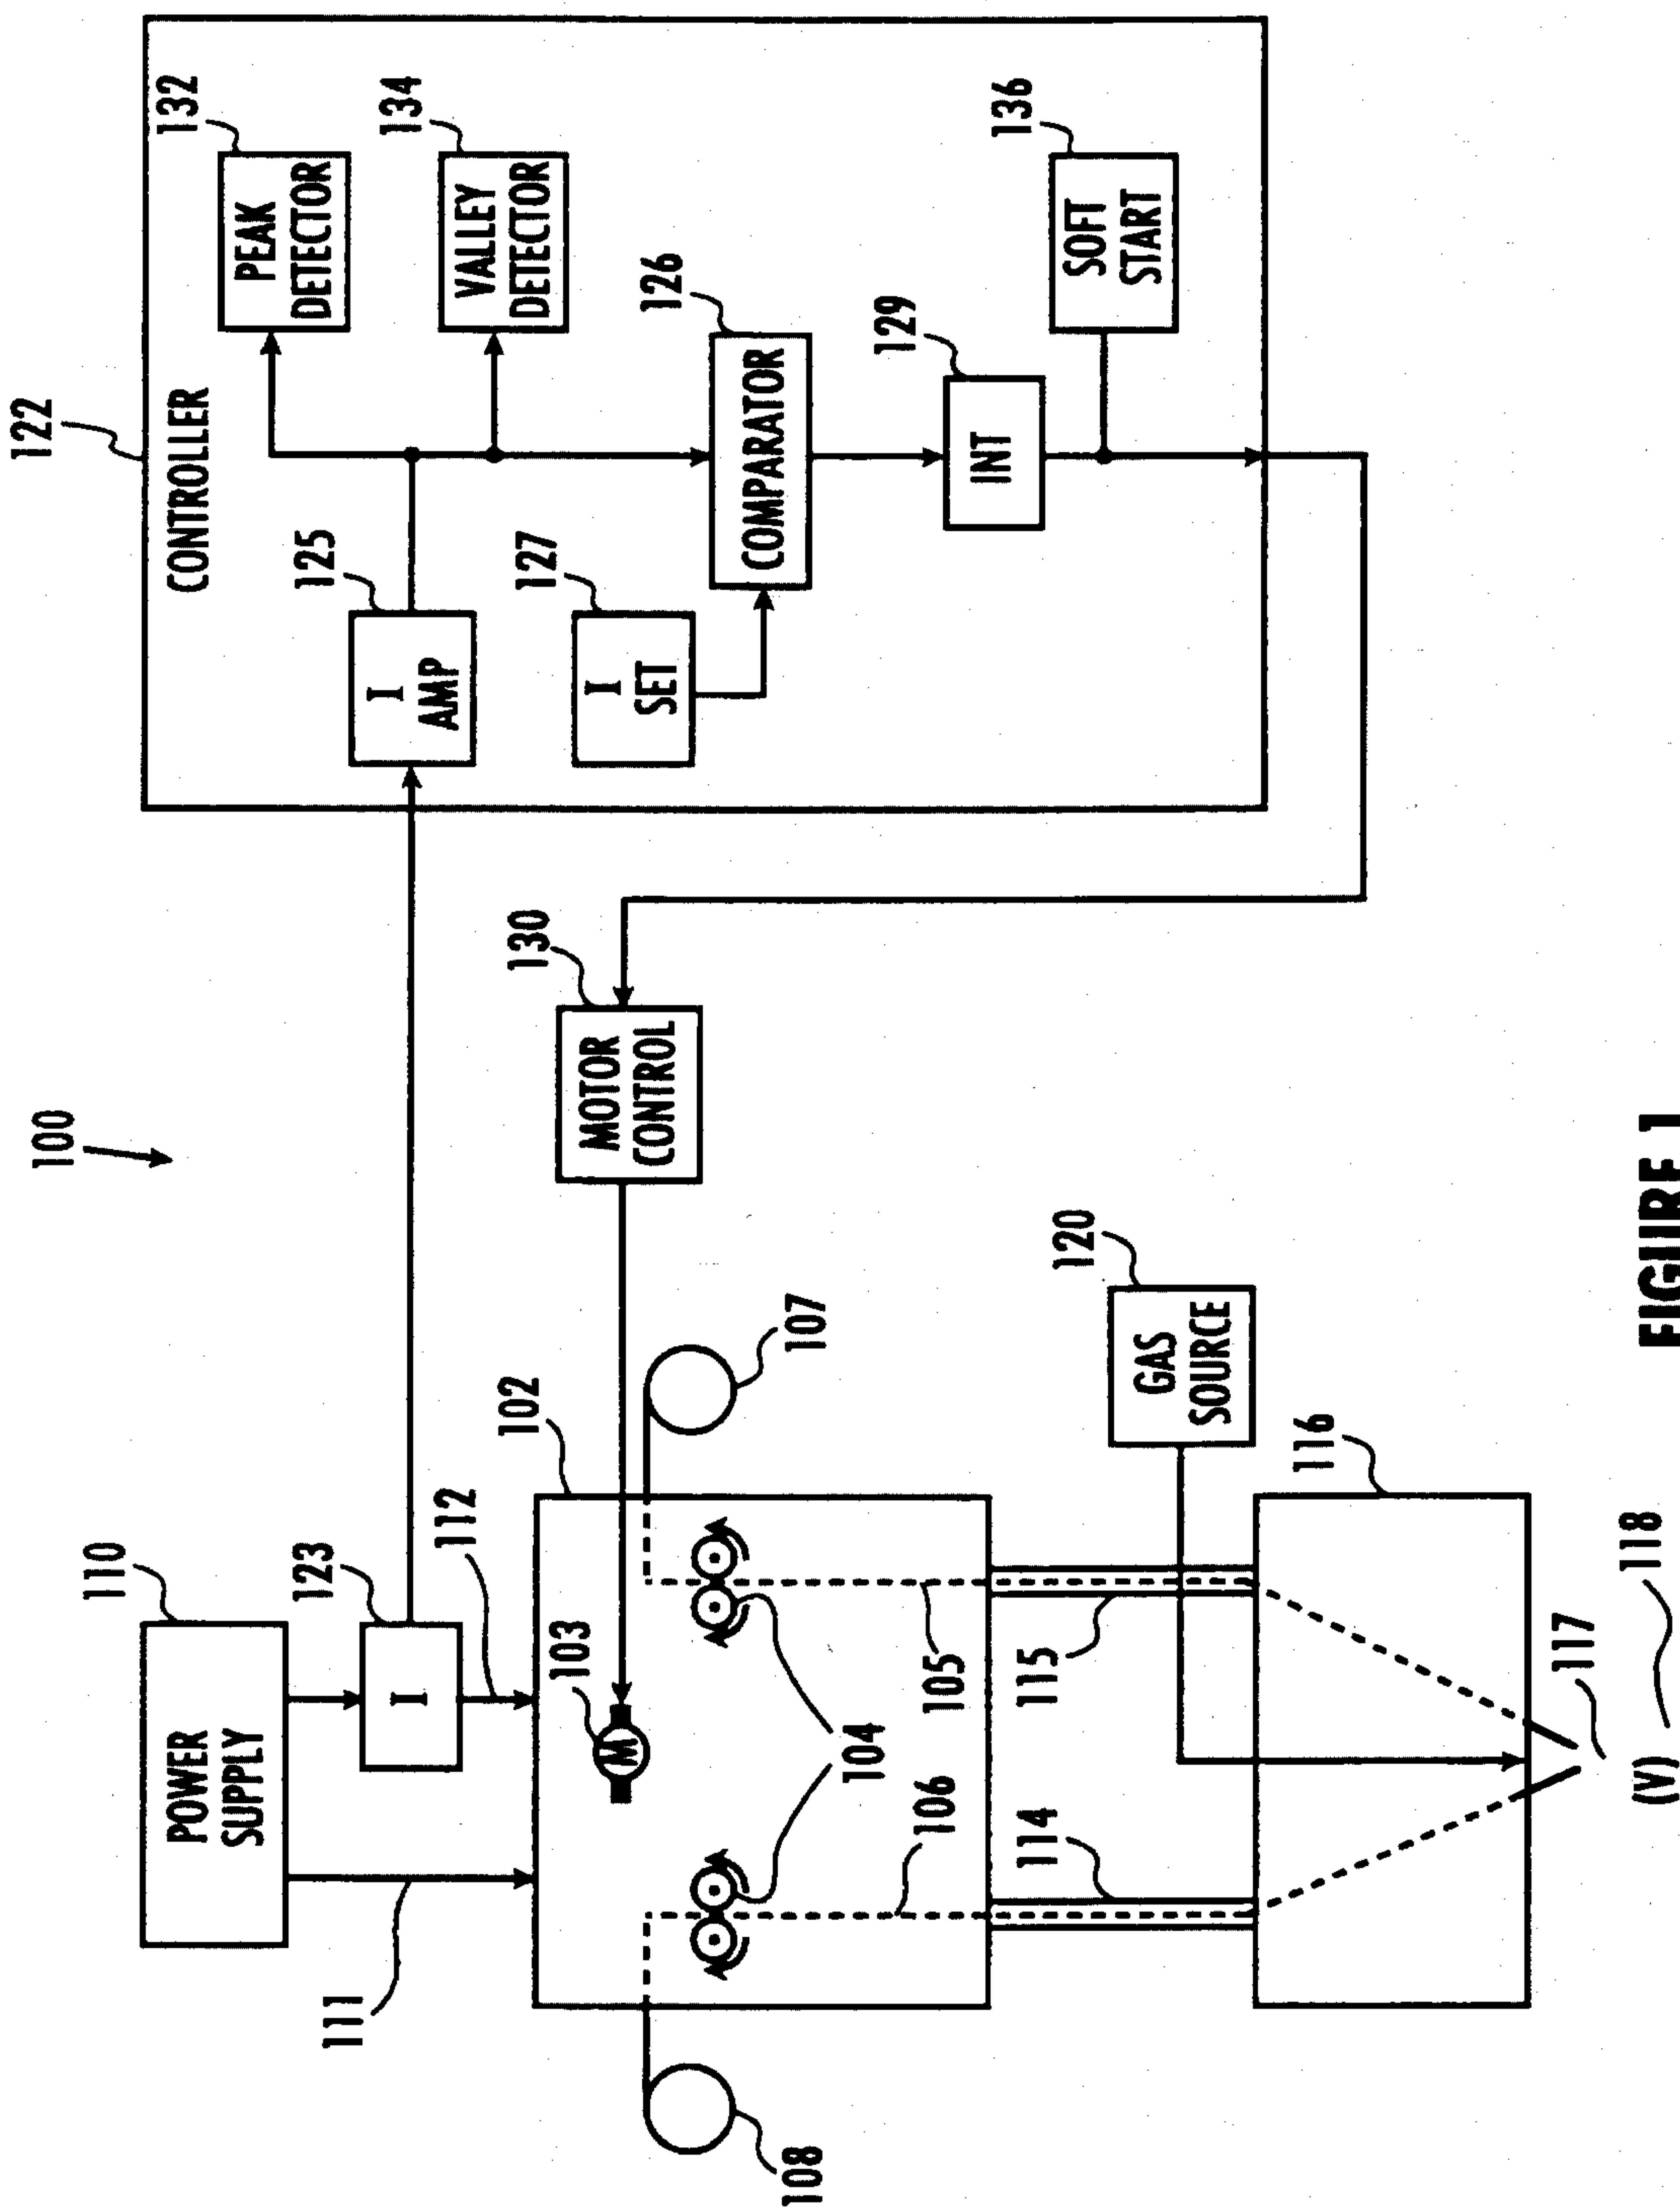 100
122
CONTROLLER
132
PEAK
DETECTOR
134
VALLEY
DETECTOR
125
I
AMP
127
I
SET
126
COMPARATOR
129
INT
136
SOFT
START
110
POWER
SUPPLY
123
I
111
112
130
MOTOR
CONTROL
102
103
M
107
108
104
105
106
115
114
120
GAS
SOURCE
116
117
(V)
118
FIGURE 1